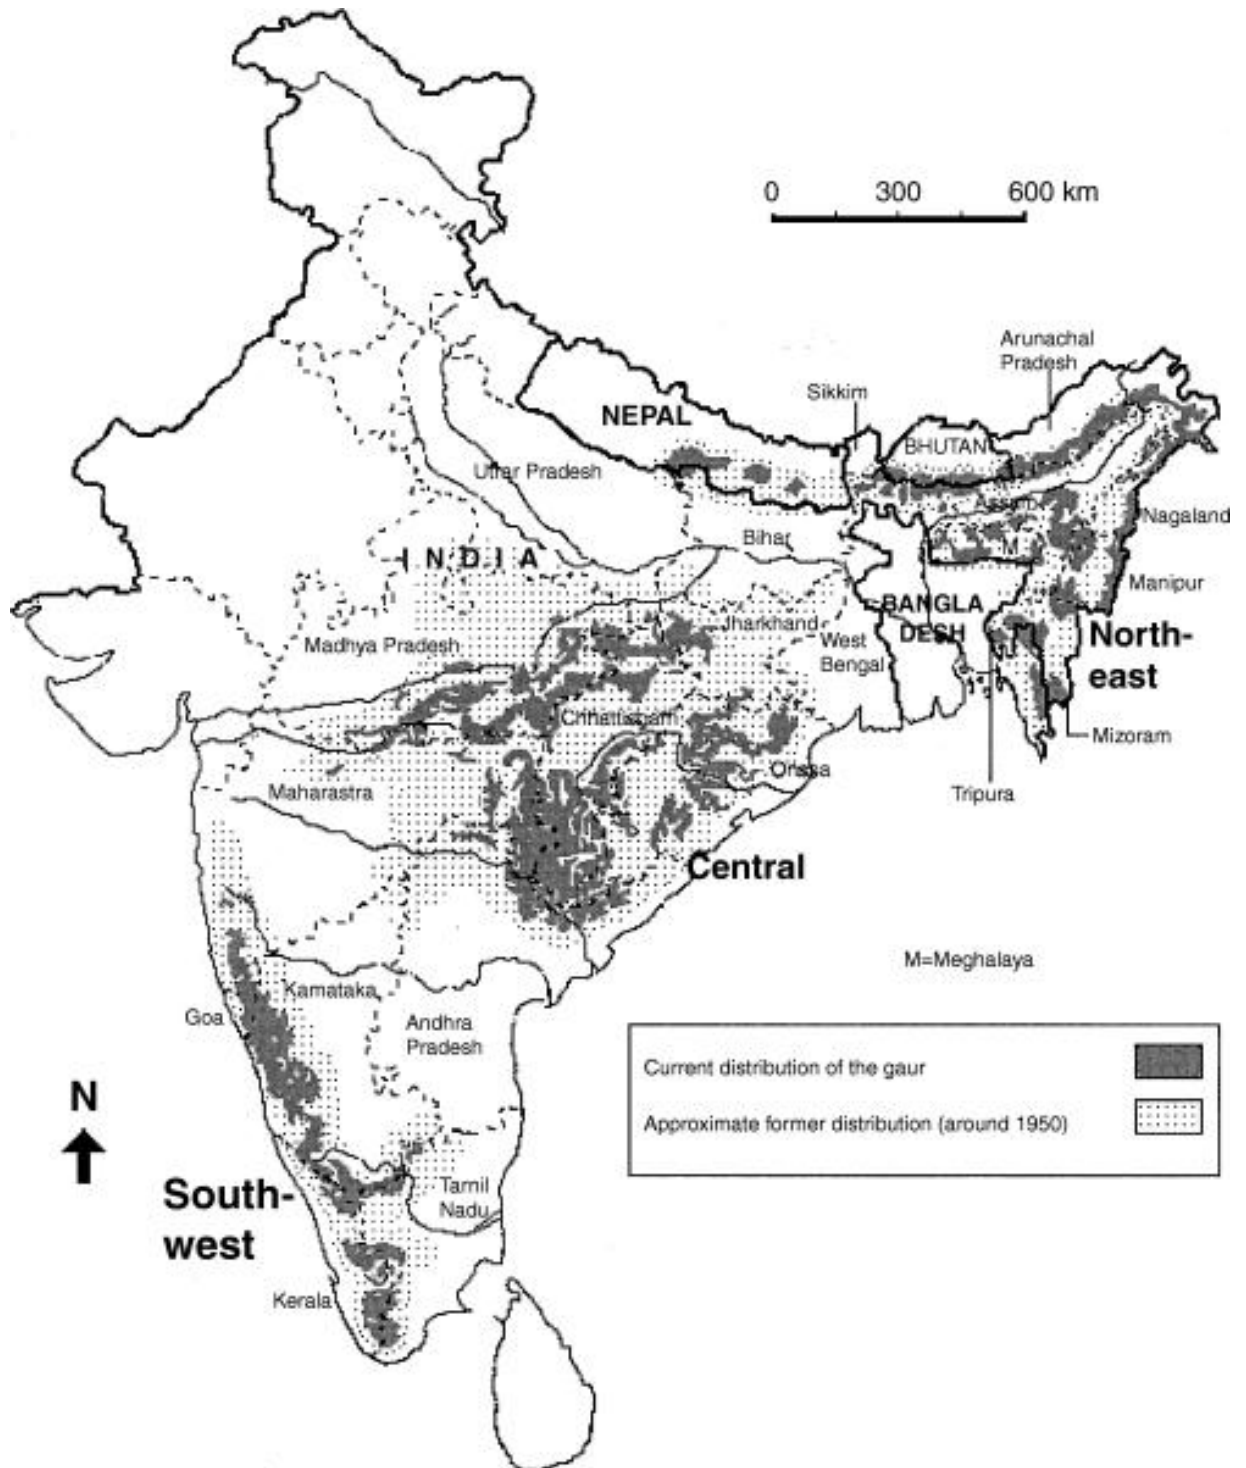 0 300 600 km
Arunachal
Pradesh
Sikkim
NEPAL
BHUTAN
Uttar Pradesh
Assam
Nagaland
Bihar
INDIA
M
Manipur
BANGLA
DESH
Jharkhand
West
Bengal
Madhya Pradesh
North-
east
Chhattisgarh
Mizoram
Orissa
Maharastra
Tripura
Central
M=Meghalaya
Karnataka
Goa
Andhra
Pradesh
Current distribution of the gaur
Approximate former distribution (around 1950)
N
South-
west
Tamil
Nadu
Kerala